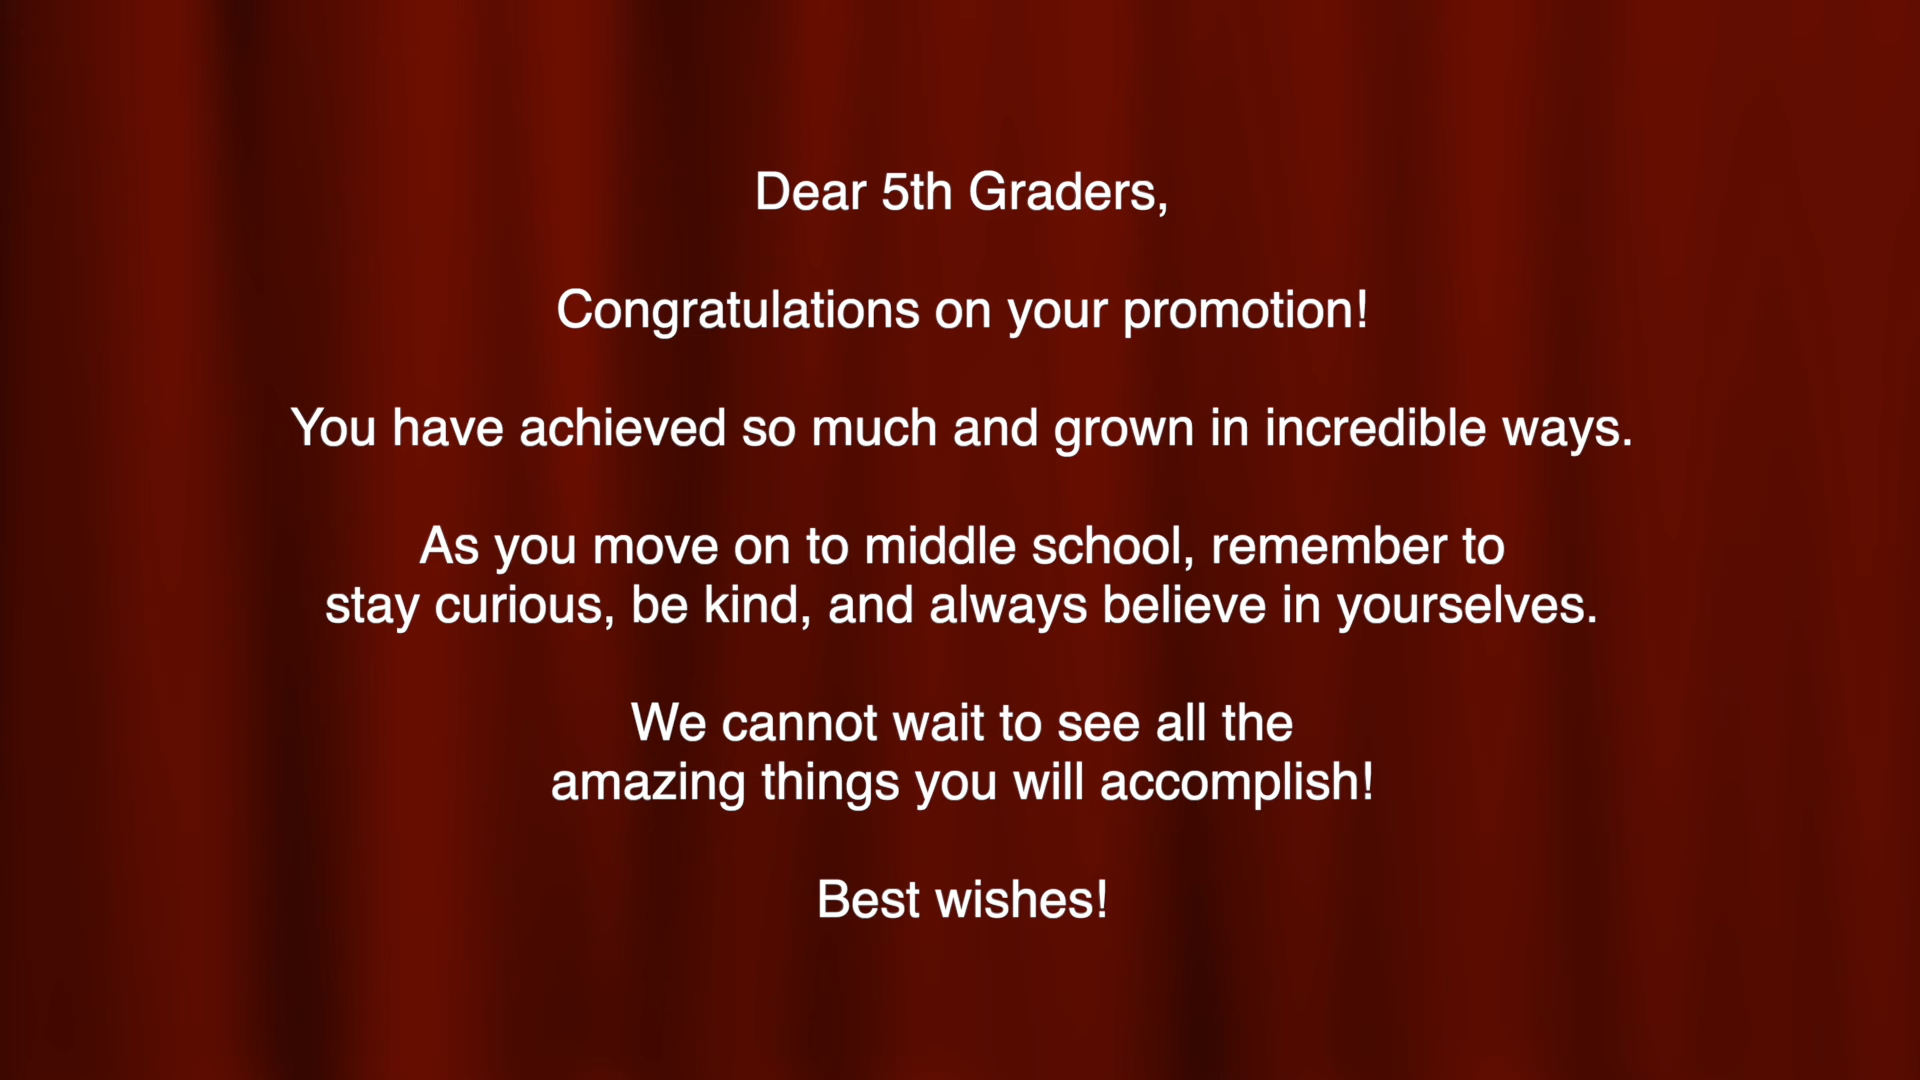 Dear 5th Graders,
Congratulations on your promotion!
You have achieved so much and grown in incredible ways.
As you move on to middle school, remember to
stay curious, be kind, and always believe in yourselves.
We cannot wait to see all the
amazing things you will accomplish!
Best wishes!